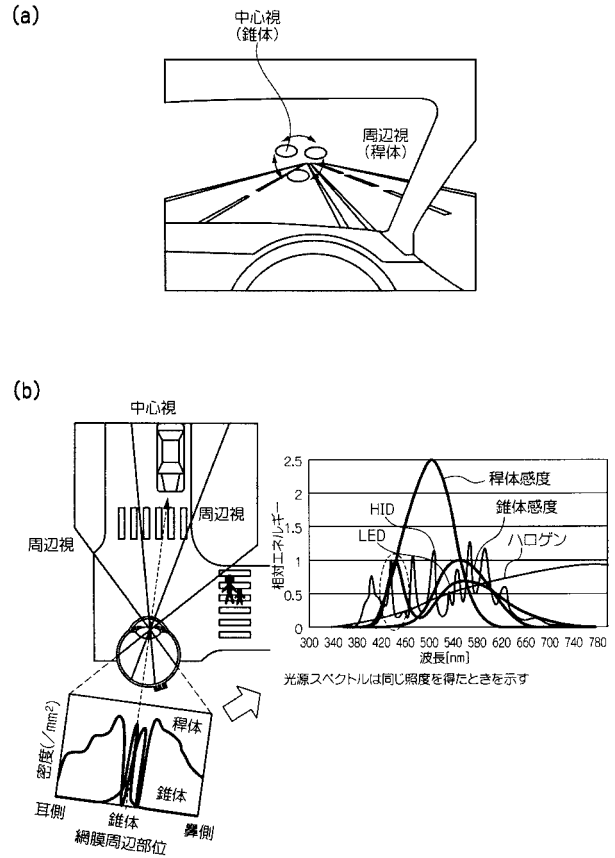 (a)
中心視
(錐体)
周辺視
(稈体)
(b)
中心視
周辺視
周辺視
稈体
錐体
密度(/mm²)
耳側
錐体
鼻側
網膜周辺部位
2.5
2
1.5
1
0.5
0
相対エネルギー
稈体感度
HID
錐体感度
LED
ハロゲン
300 340 380 420 460 500 540 580 620 660 700 740 780
波長[nm]
光源スペクトルは同じ照度を得たときを示す